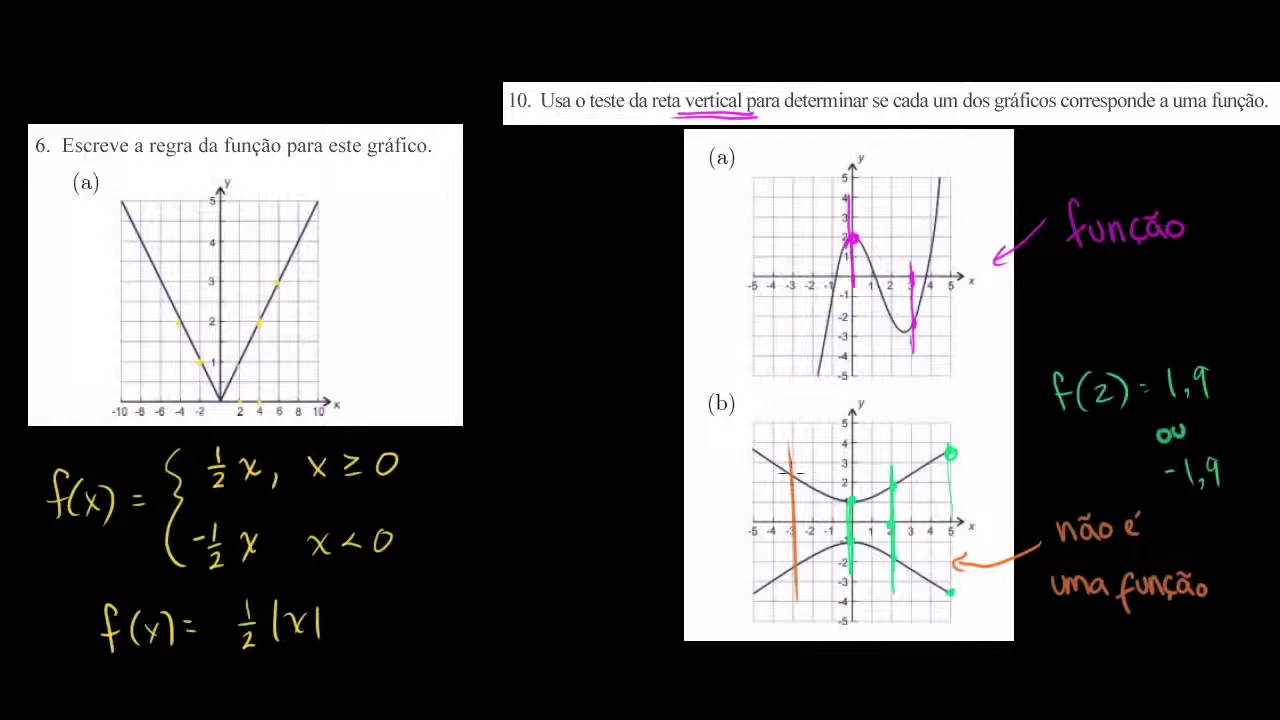 10. Usa o teste da reta vertical para determinar se cada um dos gráficos corresponde a uma função.
6. Escreve a regra da função para este gráfico.
(a)
y
5
4
3
2
1
-10 -8 -6 -4 -2 2 4 6 8 10 x
f(x) = { 1/2 x, x ≥ 0
-1/2 x x < 0
f(x) = 1/2 |x|
(a)
y
5
4
3
2
1
-5 -4 -3 -2 -1 1 2 3 4 5 x
-1
-2
-3
-4
-5
função
(b)
y
5
4
3
2
-5 -4 -3 -2 -1 1 2 3 4 5 x
-2
-3
-4
-5
f(2) = 1,9
ou
-1,9
não é
uma função